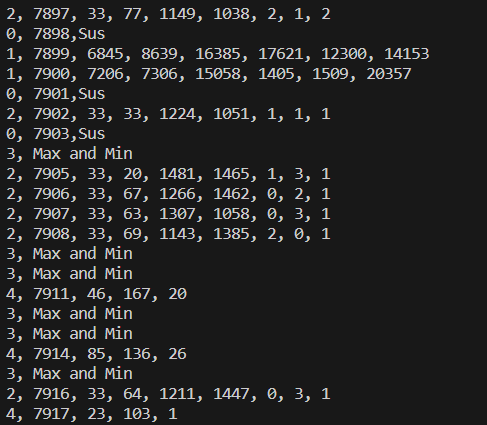 2, 7897, 33, 77, 1149, 1038, 2, 1, 2
0, 7898,Sus
1, 7899, 6845, 8639, 16385, 17621, 12300, 14153
1, 7900, 7206, 7306, 15058, 1405, 1509, 20357
0, 7901,Sus
2, 7902, 33, 33, 1224, 1051, 1, 1, 1
0, 7903,Sus
3, Max and Min
2, 7905, 33, 20, 1481, 1465, 1, 3, 1
2, 7906, 33, 67, 1266, 1462, 0, 2, 1
2, 7907, 33, 63, 1307, 1058, 0, 3, 1
2, 7908, 33, 69, 1143, 1385, 2, 0, 1
3, Max and Min
3, Max and Min
4, 7911, 46, 167, 20
3, Max and Min
3, Max and Min
4, 7914, 85, 136, 26
3, Max and Min
2, 7916, 33, 64, 1211, 1447, 0, 3, 1
4, 7917, 23, 103, 1